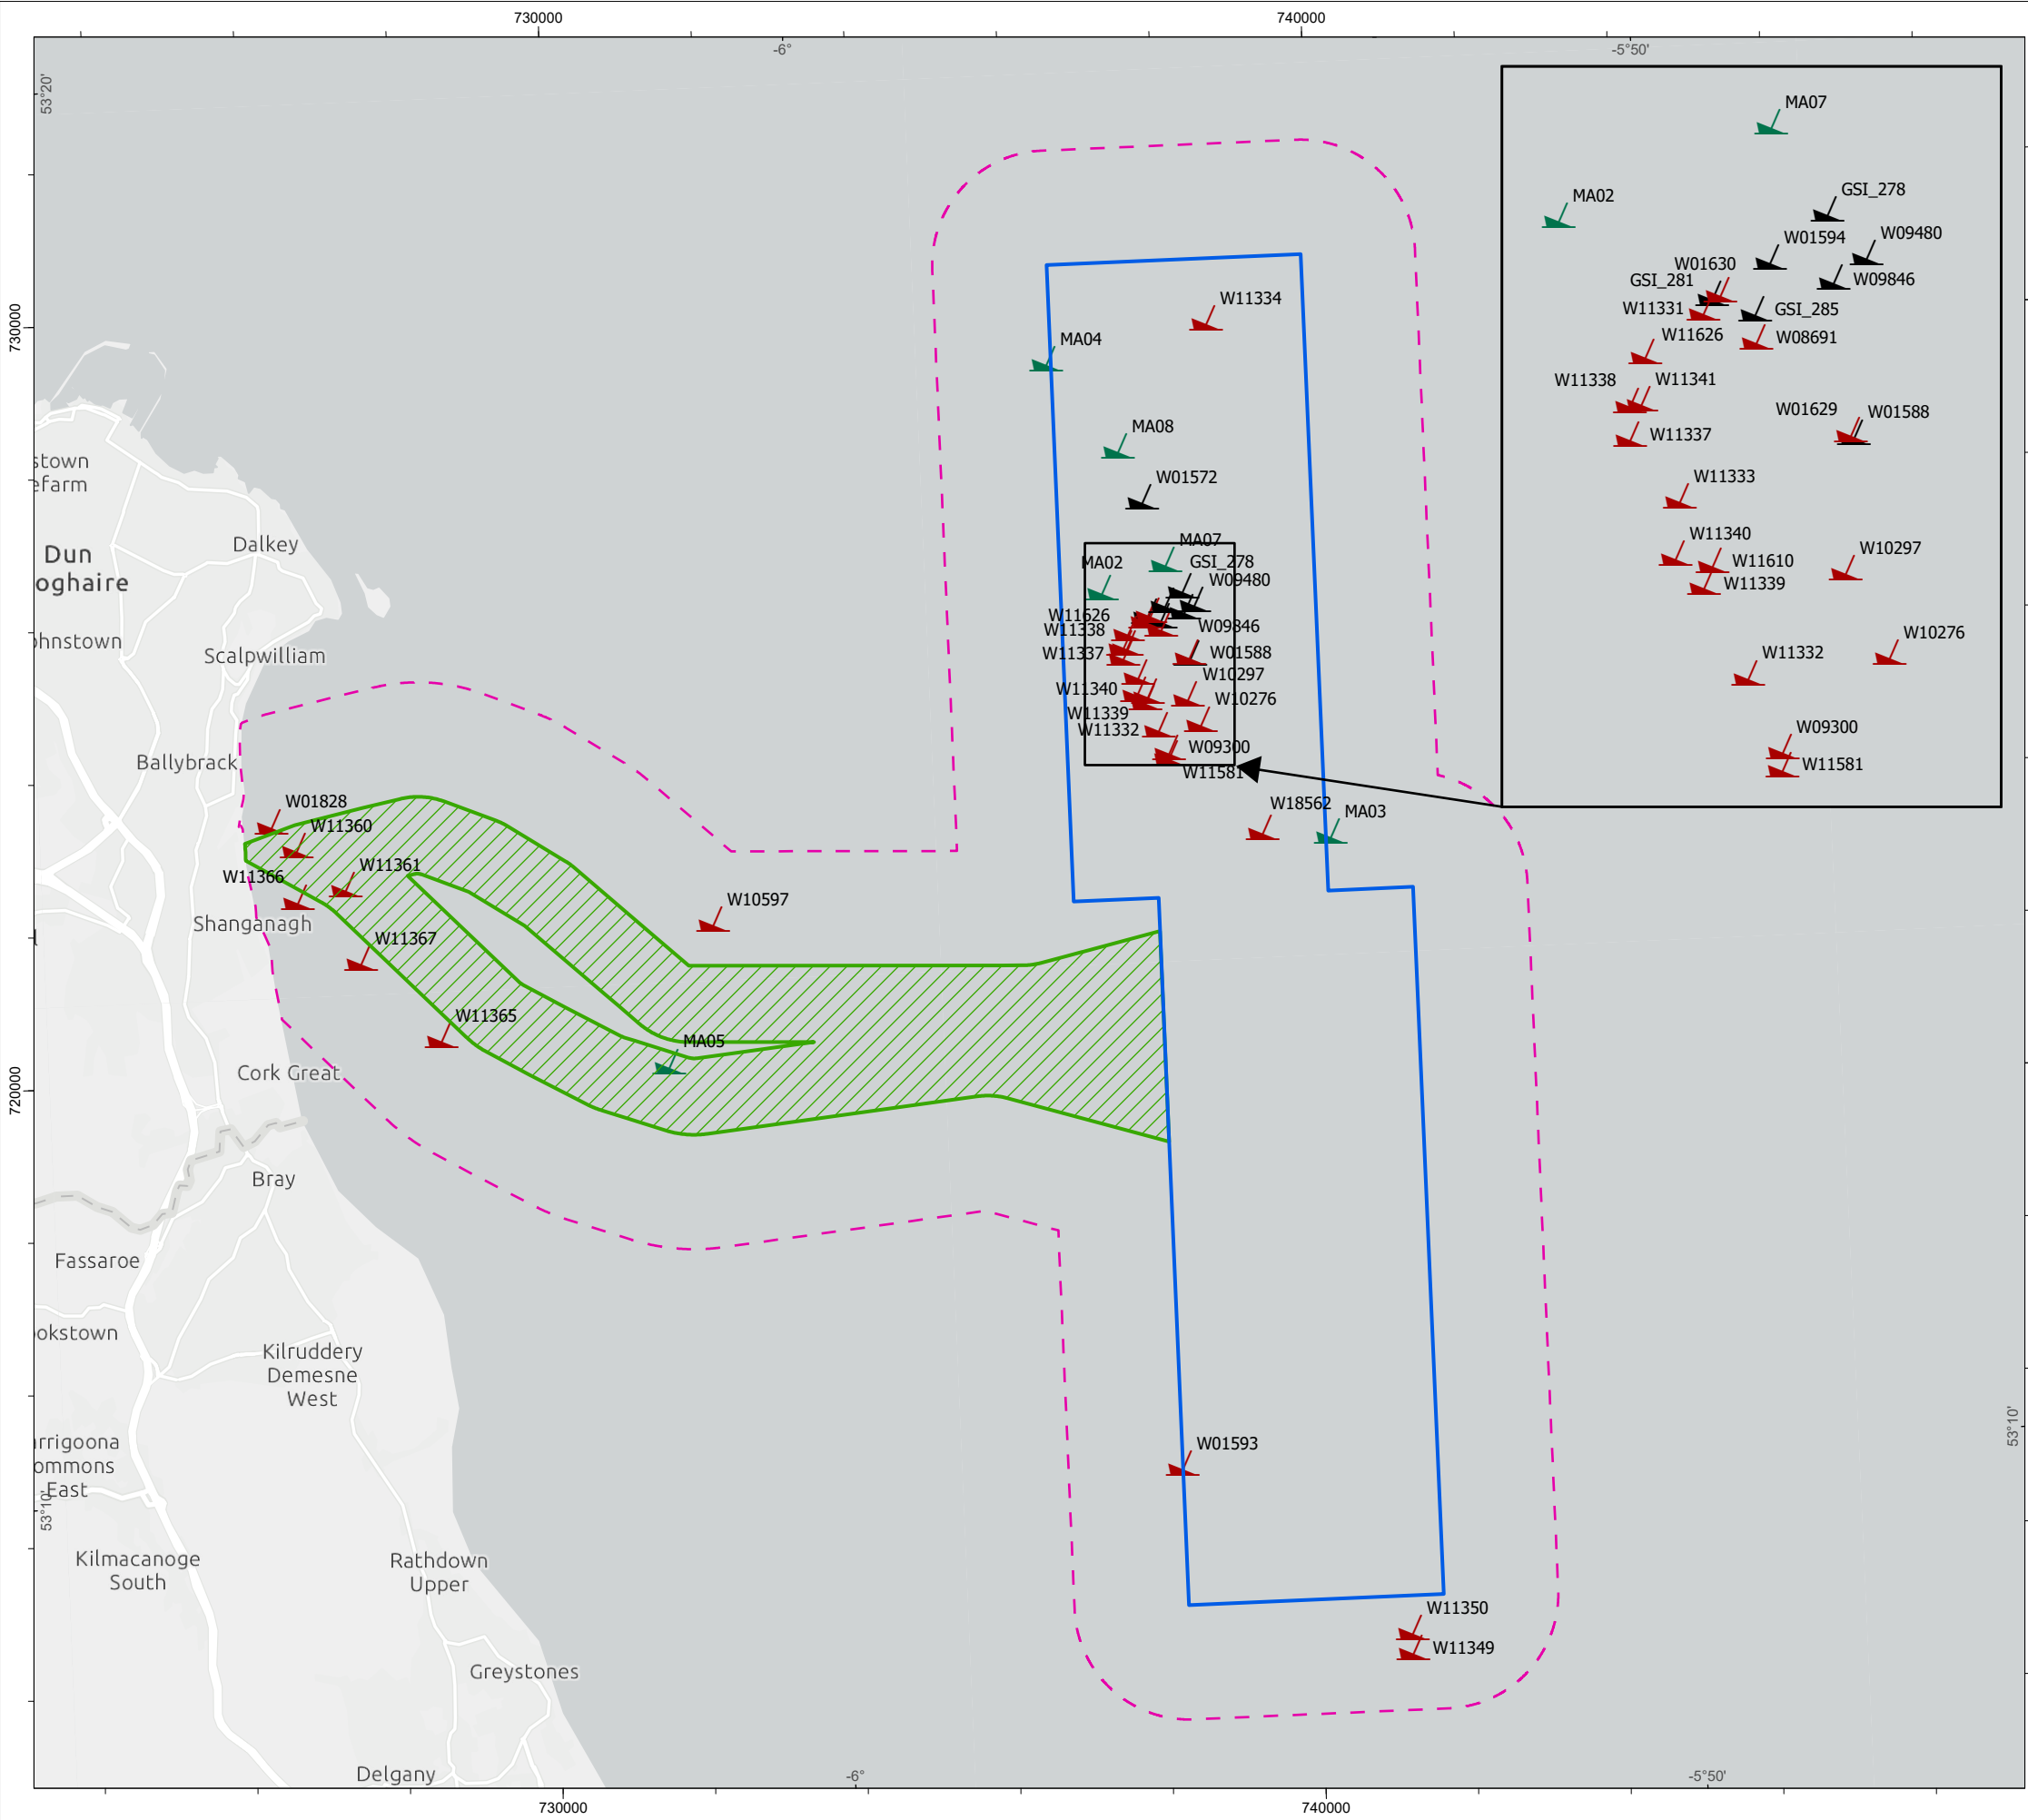 730000
740000
-6°
-5°50'
53°20'
MA07
MA02
GSI_278
W01594
W09480
W01630
GSI_281
W09846
W11331
GSI_285
W11626
W08691
W11338
W11341
W01629
W01588
W11337
W11333
W11340
W11610
W10297
W11339
W10276
W11332
W09300
W11581
W11334
730000
MA04
MA08
stown
efarm
W01572
Dalkey
Dun
oghaire
MA07
MA02
GSI_278
W09480
W11626
W11338
W09846
ohnstown
Scalpwilliam
W11337
W01588
W10297
W11340
W10276
W11339
W11332
W09300
Ballybrack
W11581
W01828
W18562
MA03
W11360
W11361
W11366
W10597
Shanganagh
W11367
W11365
MA05
Cork Great
720000
Bray
Fassaroe
ookstown
Kilruddery
Demesne
West
53°10'
arrigoona
ommons
East
W01593
53°10'
Kilmacanoge
South
Rathdown
Upper
W11350
W11349
Greystones
Delgany
-6°
-5°50'
730000
740000